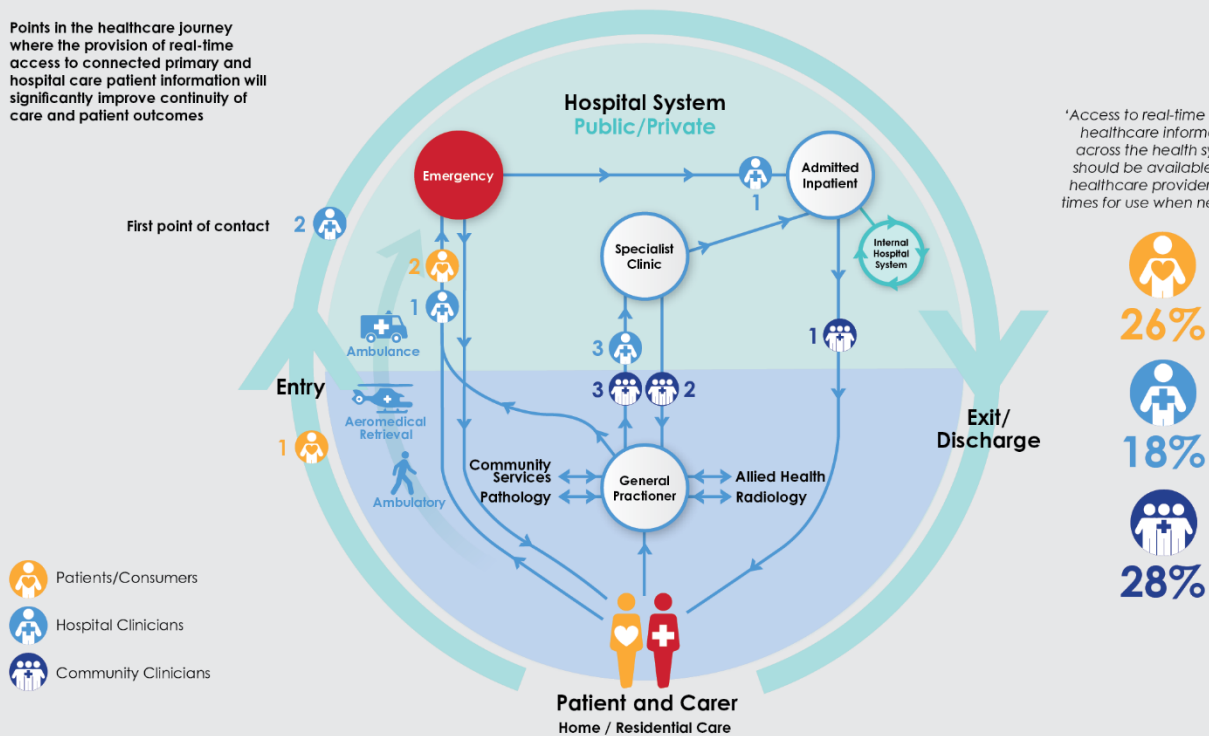 Points in the healthcare journey
where the provision of real-time
access to connected primary and
hospital care patient information will
significantly improve continuity of
care and patient outcomes
Hospital System
Public/Private
'Access to real-time
healthcare
across the health
should be available
healthcare
times for use when
Emergency
1
Admitted
Inpatient
First point of contact
2
Specialist
Clinic
Internal
Hospital
System
2
1
26%
Ambulance
3
1
Entry
3
2
Aeromedical
Retrieval
Exit/
Discharge
1
18%
Community
Services
Pathology
General
Practioner
Allied Health
Radiology
Ambulatory
28%
Patients/Consumers
Hospital Clinicians
Community Clinicians
Patient and Carer
Home / Residential Care